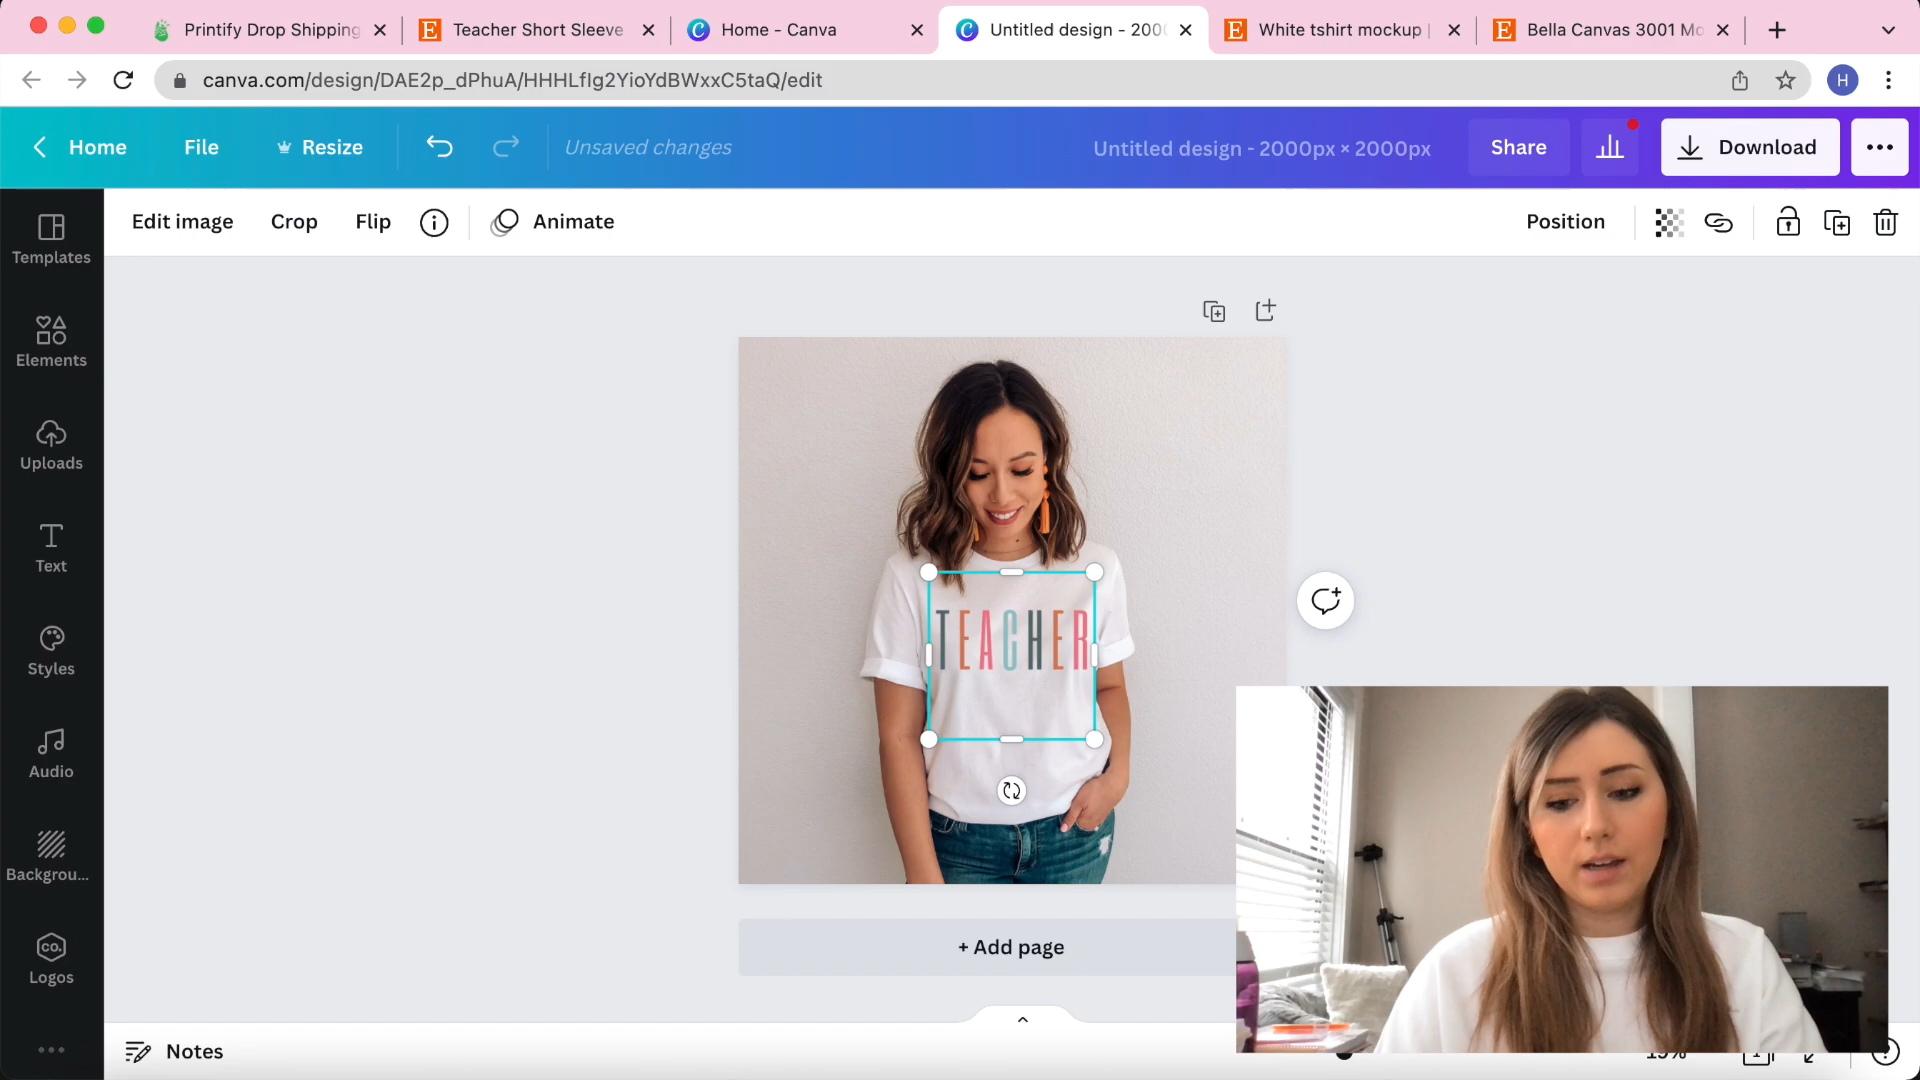 Printify Drop Shipping
Teacher Short Sleeve
Home - Canva
Untitled design - 200
White tshirt mockup |
Bella Canvas 3001 Mo
canva.com/design/DAE2p_dPhuA/HHHLflg2YioYdBWxxC5taQ/edit
H
Home
File
Resize
Unsaved changes
Untitled design - 2000px × 2000px
Share
Download
Edit image
Crop
Flip
Animate
Position
Templates
Elements
Uploads
Text
Styles
Audio
Backgrou...
CO.
Logos
TEACHER
+ Add page
Notes